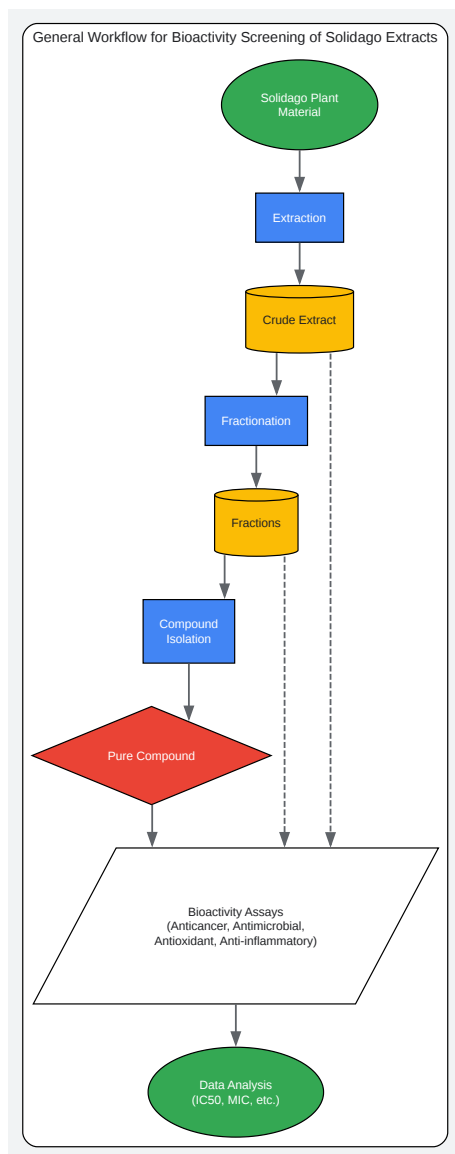 General Workflow for Bioactivity Screening of Solidago Extracts
Solidago Plant
Material
Extraction
Crude Extract
Fractionation
Fractions
Compound
Isolation
Pure Compound
Bioactivity Assays
(Anticancer, Antimicrobial,
Antioxidant, Anti-inflammatory)
Data Analysis
(IC50, MIC, etc.)